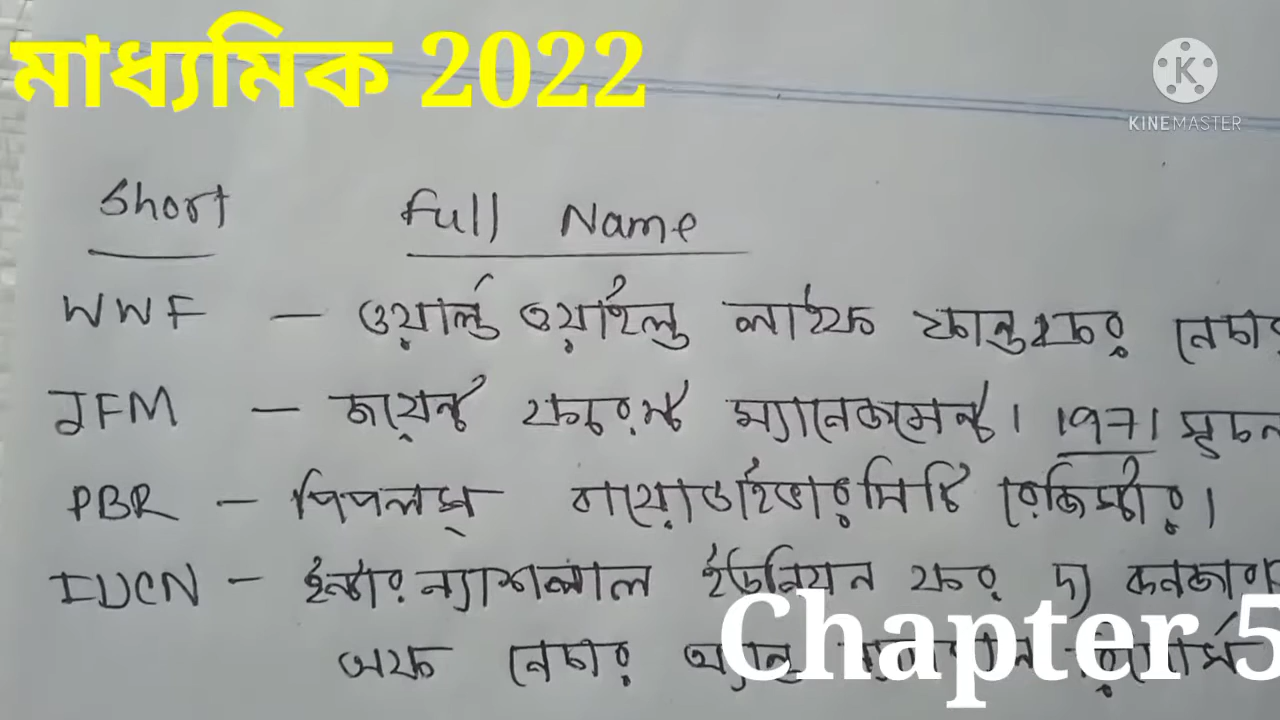 মাধ্যমিক 2022
KINEMASTER
Short Full Name
WWF — ওয়ার্ল্ড ওয়াইল্ড লাইফ ফান্ড ফর নেচার
JFM — জয়েন্ট ফরেস্ট ম্যানেজমেন্ট। 1971 সূচনা
PBR — পিপলস্ বায়োডাইভারসিটি রেজিস্টার।
IUCN — ইন্টারন্যাশনাল ইউনিয়ন ফর দ্য
অফ নেচার অ্যান্ড
Chapter 5